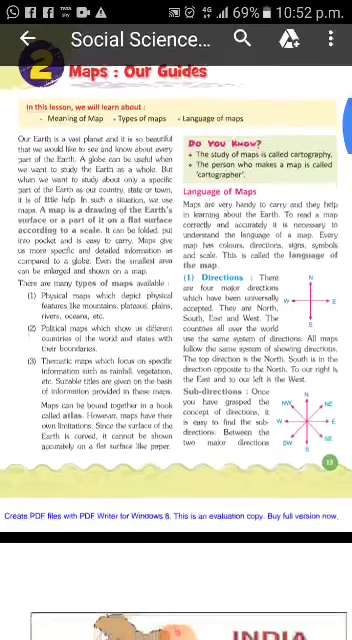 TATA SKY 4G 69% 10:52 p.m.
Social Science...
2
Maps : Our Guides
In this lesson, we will learn about :
• Meaning of Map • Types of maps • Language of maps
Our Earth is a vast planet and it is so beautiful
that we would like to see and know about every
part of the Earth. A globe can be useful when
we want to study the Earth as a whole. But
when we want to study about only a specific
part of the Earth as our country, state or town,
it is of little help. In such a situation, we use
maps. A map is a drawing of the Earth's
surface or a part of it on a flat surface
according to a scale. It can be folded, put
into pocket and is easy to carry. Maps give
us more specific and detailed information as
compared to a globe. Even the smallest area
can be enlarged and shown on a map.
There are many types of maps available :
(1) Physical maps which depict physical
features like mountains, plateaus, plains,
rivers, oceans, etc.
(2) Political maps which show us different
countries of the world and states with
their boundaries.
(3) Thematic maps which focus on specific
information such as rainfall, vegetation,
etc. Suitable titles are given on the basis
of information provided in these maps.
Maps can be bound together in a book
called atlas. However, maps have their
own limitations. Since the surface of the
Earth is curved, it cannot be shown
accurately on a flat surface like paper.
Do You Know?
• The study of maps is called cartography.
• The person who makes a map is called
'cartographer'.
Language of Maps
Maps are very handy to carry and they help
in learning about the Earth. To read a map
correctly and accurately it is necessary to
understand the language of a map. Every
map has colours, directions, signs, symbols
and scale. This is called the language of
the map.
(1) Directions : There
are four major directions
which have been universally
accepted. They are North,
South, East and West. The
countries all over the world
use the same system of directions. All maps
follow the same system of showing directions.
The top direction is the North. South is in the
direction opposite to the North. To our right is
the East and to our left is the West.
N
W E
S
Sub-directions : Once
you have grasped the
concept of directions, it
is easy to find the sub-
directions. Between the
two major directions
N
NW NE
W E
SW SE
S
13
Create PDF files with PDF Writer for Windows 8. This is an evaluation copy. Buy full version now.
INDIA